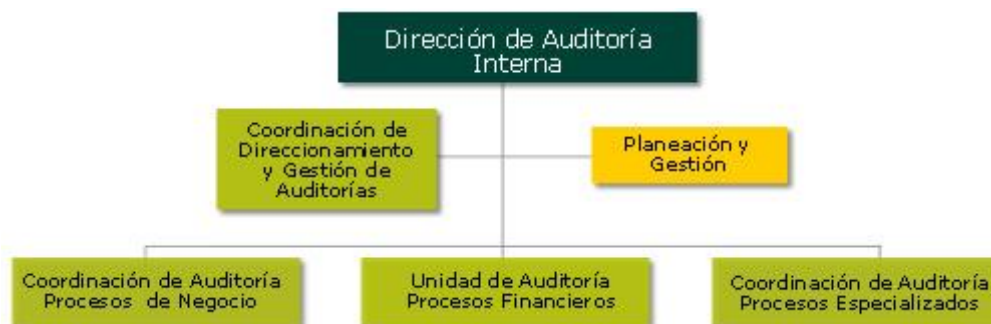 Dirección de Auditoría
Interna
Coordinación de
Direccionamiento
y Gestión de
Auditorías
Planeación y
Gestión
Coordinación de Auditoría
Procesos de Negocio
Unidad de Auditoría
Procesos Financieros
Coordinación de Auditoría
Procesos Especializados